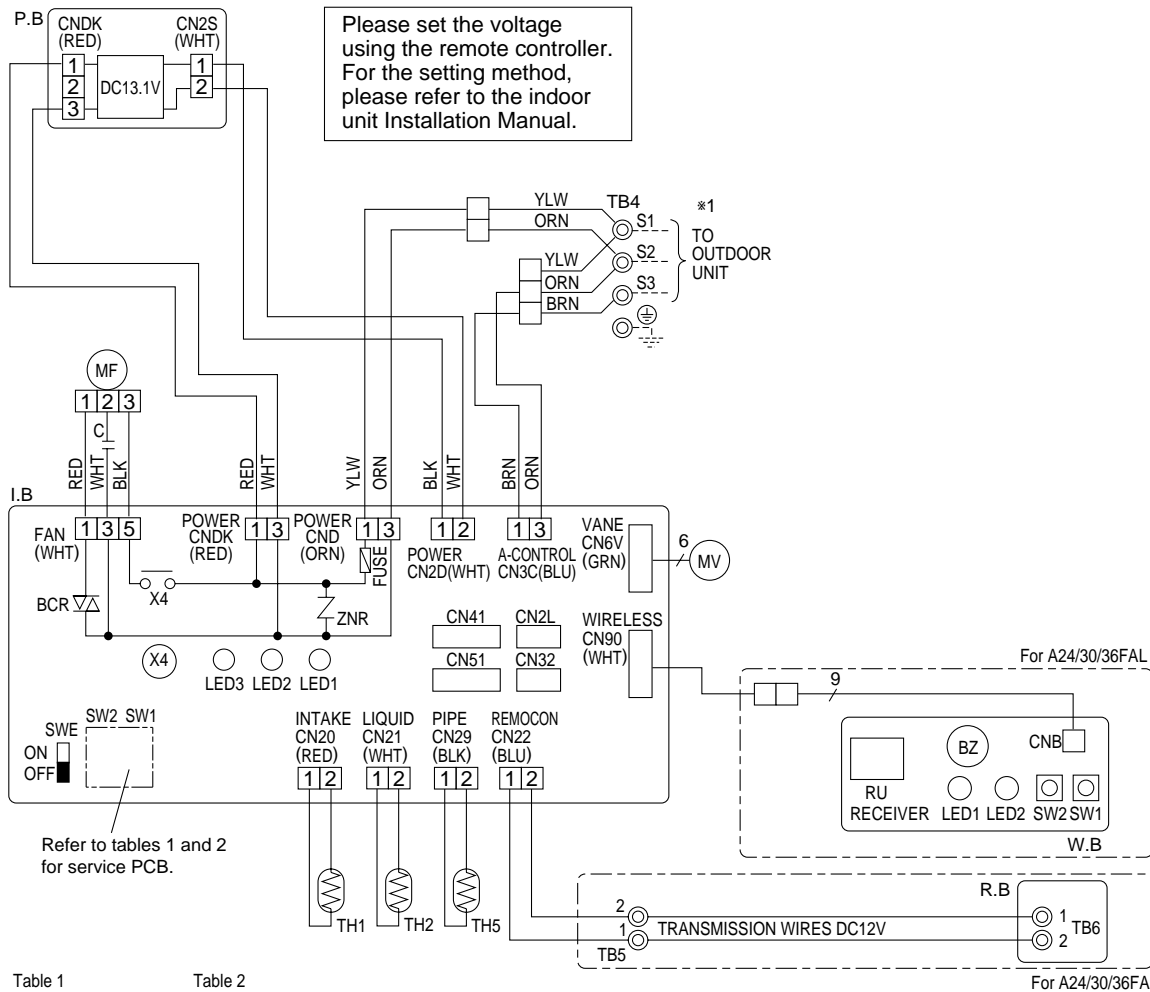 P.B
CNDK
(RED)
CN2S
(WHT)
1
2
3
DC13.1V
1
2
Please set the voltage
using the remote controller.
For the setting method,
please refer to the indoor
unit Installation Manual.
YLW
ORN
TB4
S1
S2
S3
※1
TO
OUTDOOR
UNIT
YLW
ORN
BRN
MF
1 2 3
C
RED
WHT
BLK
RED
WHT
YLW
ORN
BLK
WHT
BRN
ORN
I.B
FAN
(WHT)
1 3 5
POWER
CNDK
(RED)
1 3
POWER
CND
(ORN)
1 3
1 2
POWER
CN2D(WHT)
1 3
A-CONTROL
CN3C(BLU)
VANE
CN6V
(GRN)
6
MV
FUSE
X4
BCR
ZNR
X4
LED3 LED2 LED1
CN41
CN2L
CN51
CN32
WIRELESS
CN90
(WHT)
For A24/30/36FAL
9
CNB
BZ
RU
RECEIVER LED1 LED2 SW2 SW1
W.B
SW2 SW1
SWE
ON
OFF
Refer to tables 1 and 2
for service PCB.
INTAKE
CN20
(RED)
1 2
LIQUID
CN21
(WHT)
1 2
PIPE
CN29
(BLK)
1 2
REMOCON
CN22
(BLU)
1 2
TH1
TH2
TH5
R.B
2
1
TB5
TRANSMISSION WIRES DC12V
1
2
TB6
For A24/30/36FA
Table 1
Table 2